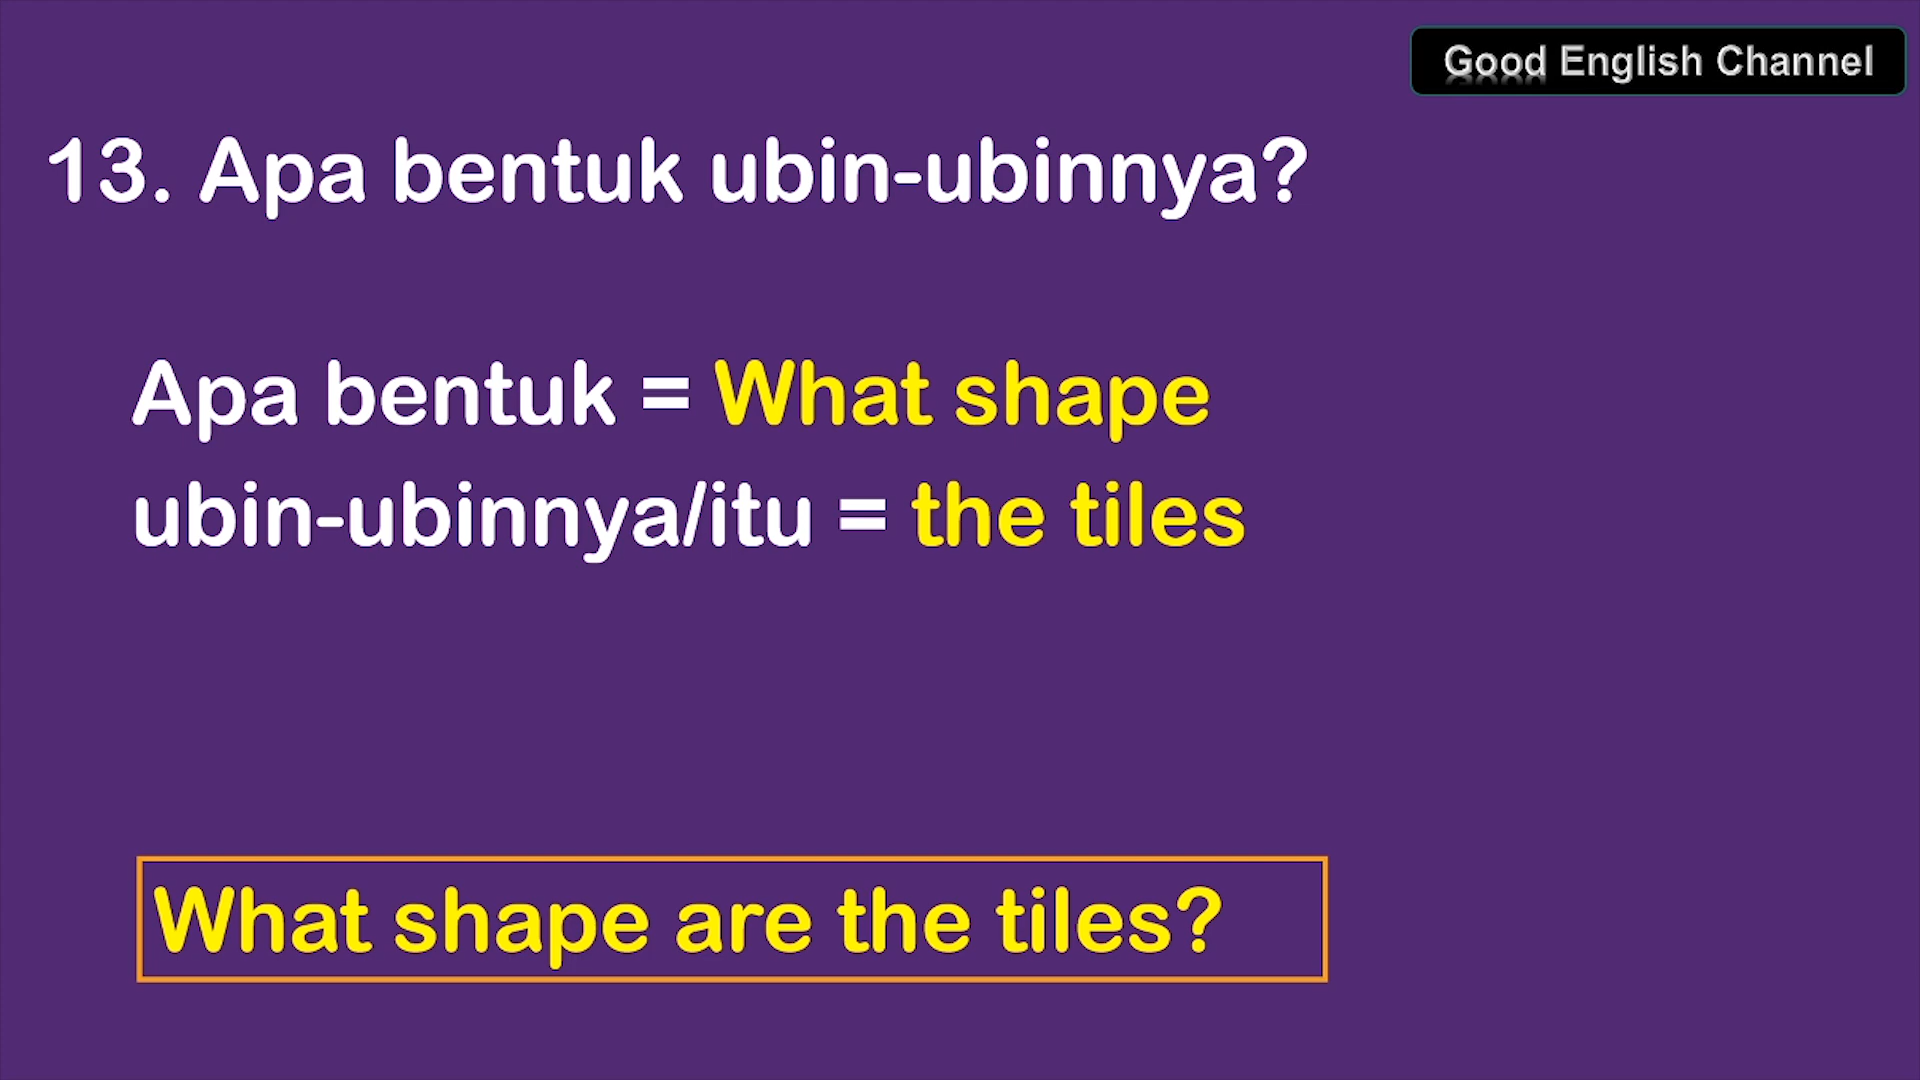 Good English Channel
13. Apa bentuk ubin-ubinnya?
Apa bentuk = What shape
ubin-ubinnya/itu = the tiles
What shape are the tiles?